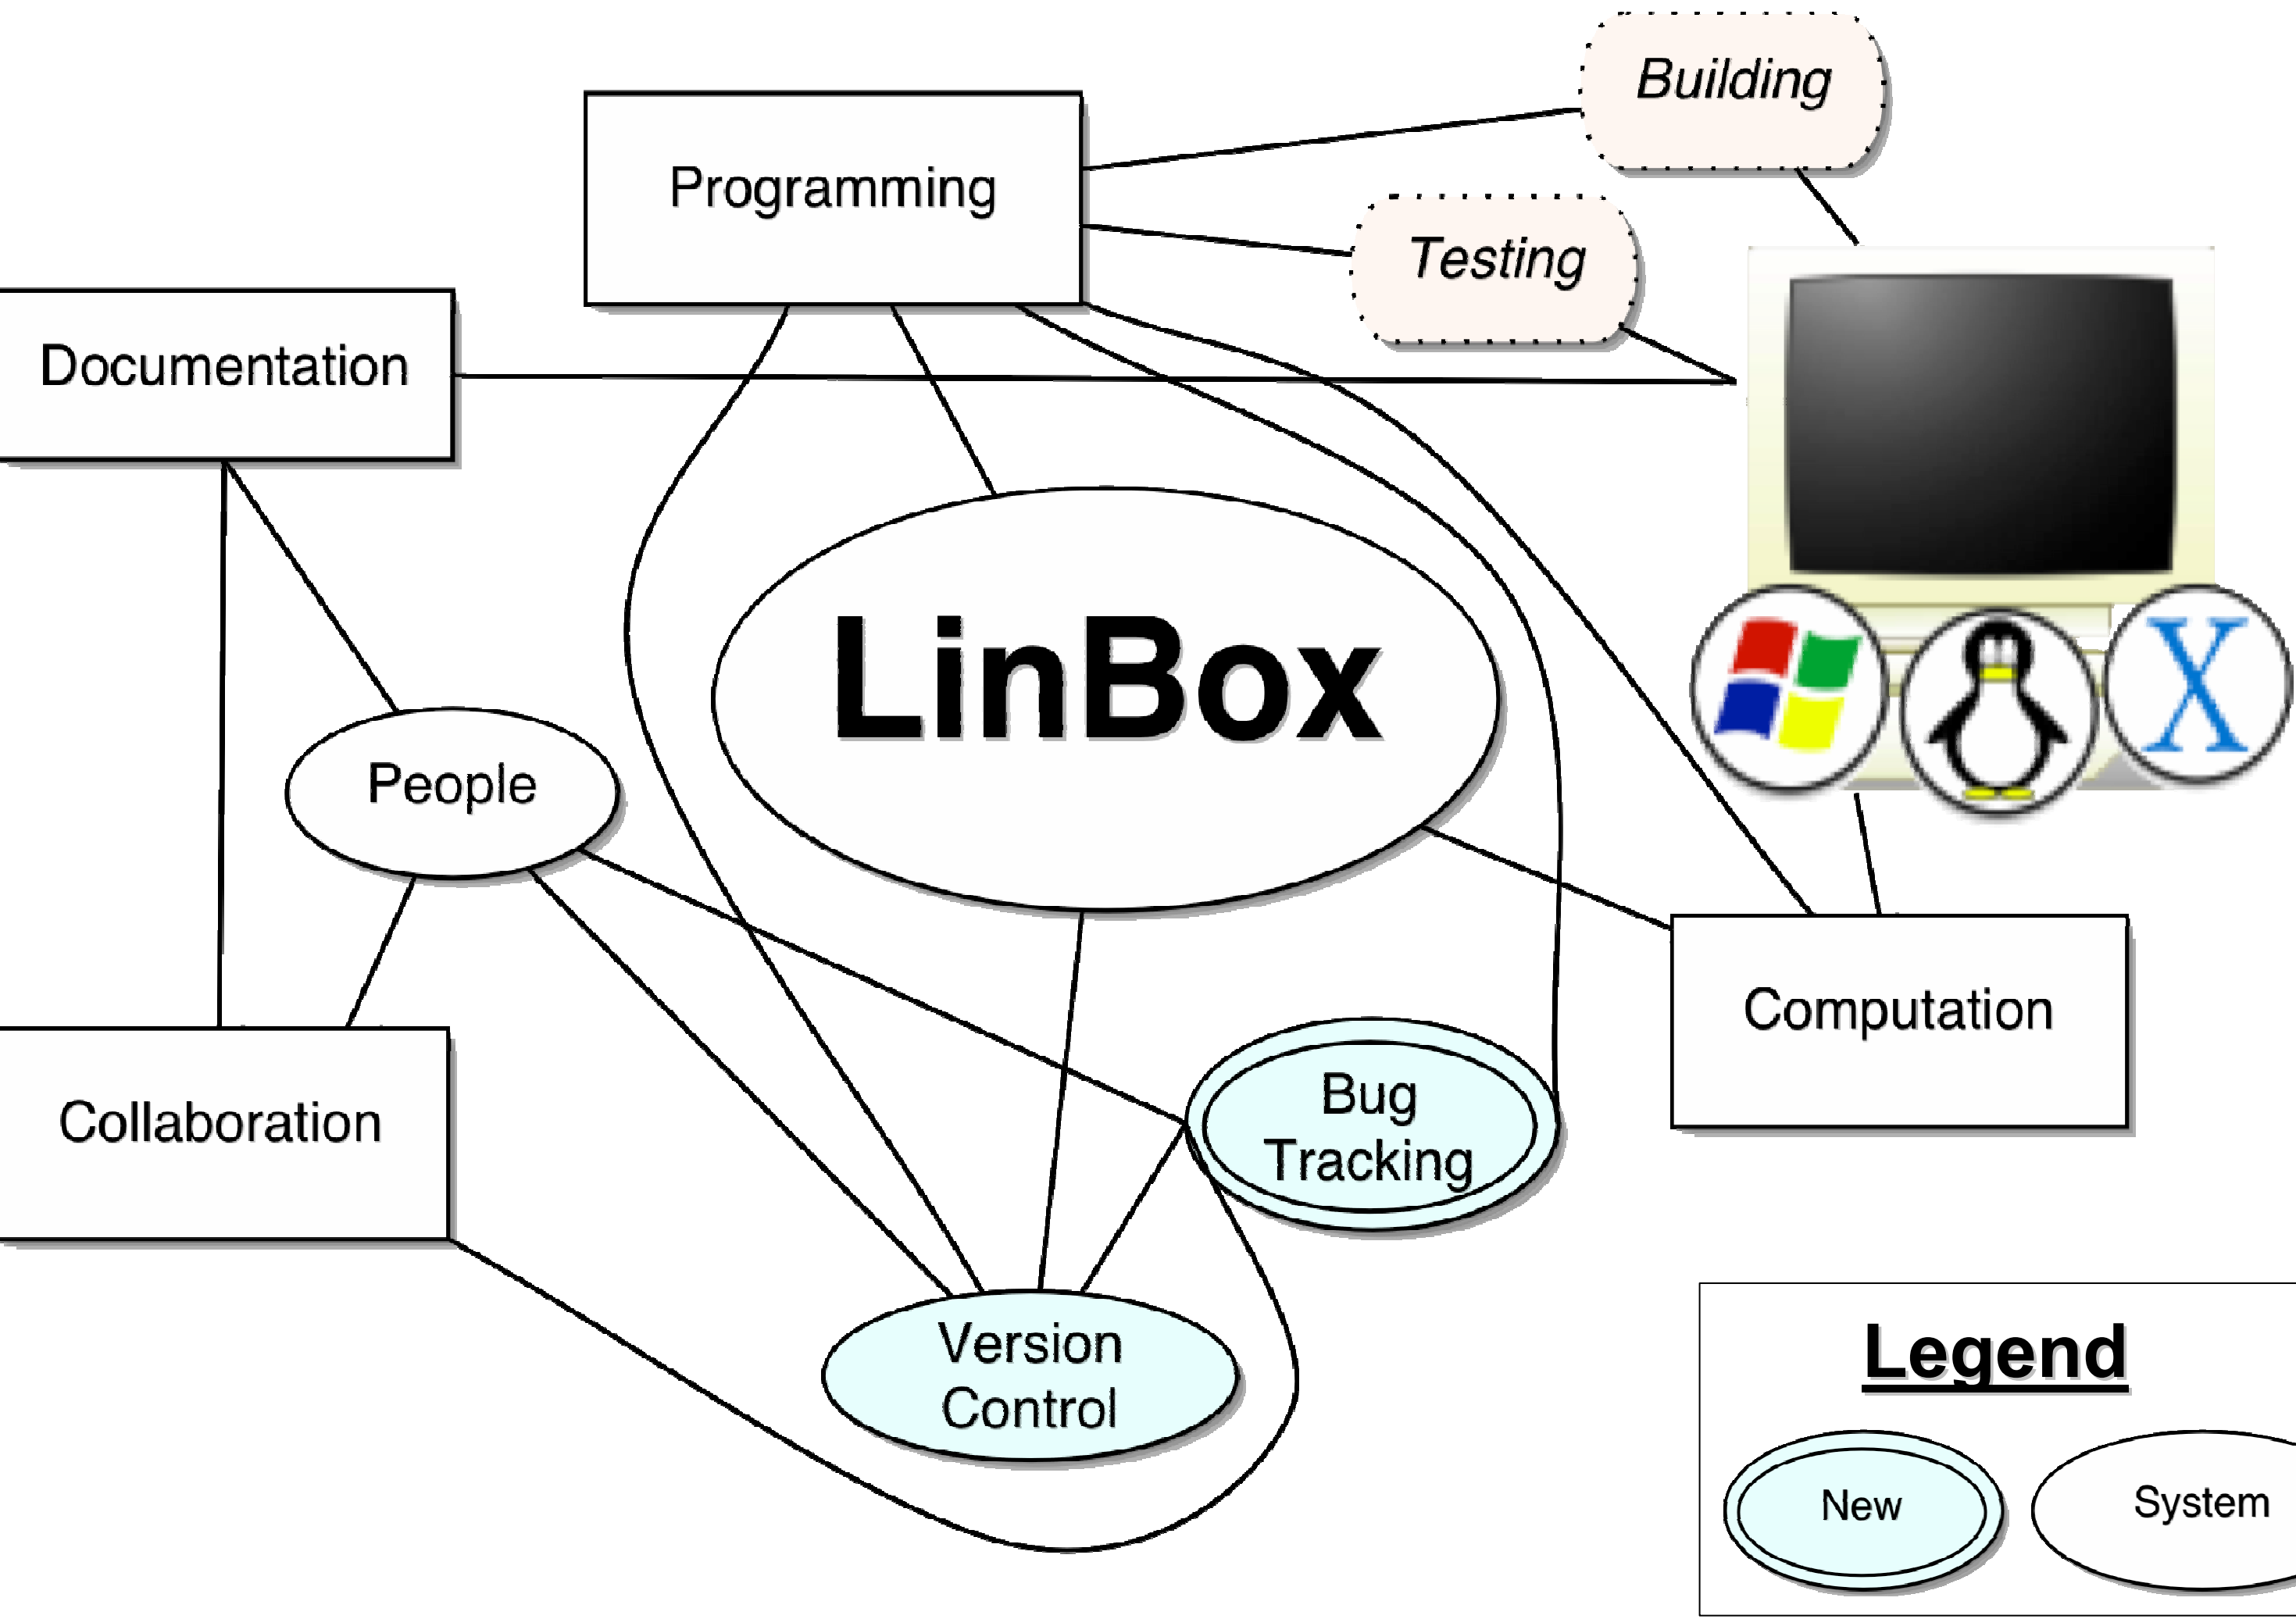 Building
Programming
Testing
Documentation
LinBox
People
Computation
Bug
Tracking
Collaboration
Version
Control
Legend
New
System